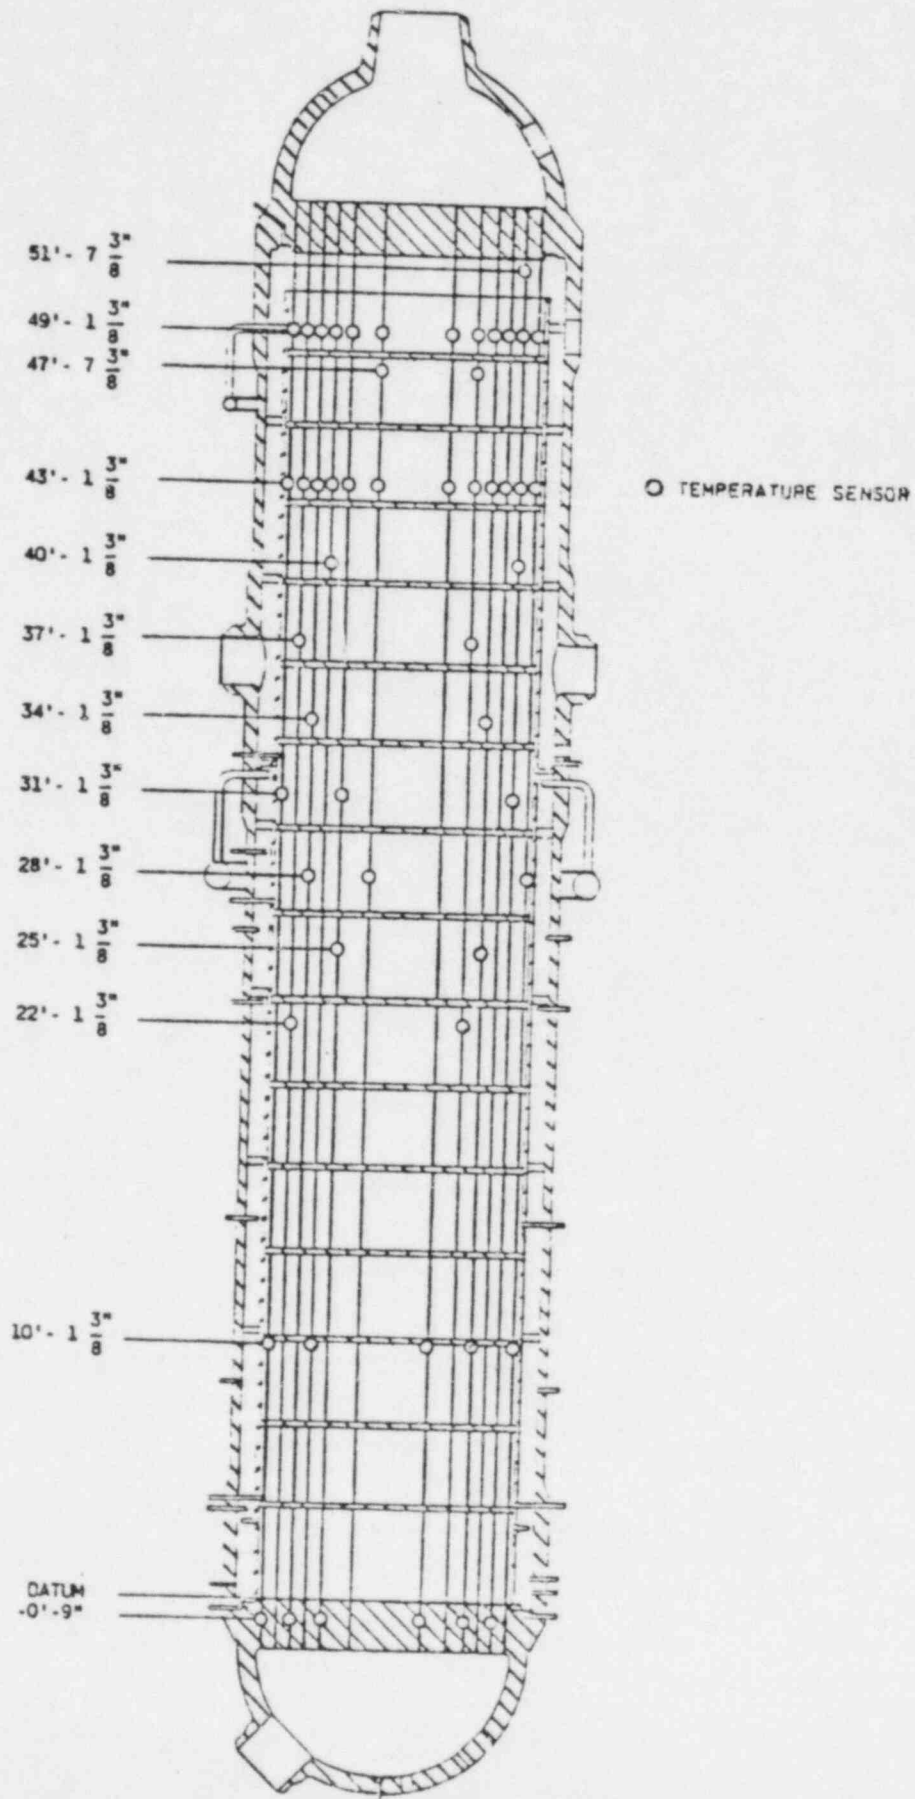 51'- 7 3/8"
49'- 1 3/8"
47'- 7 3/8"
43'- 1 3/8"
O TEMPERATURE SENSOR
40'- 1 3/8"
37'- 1 3/8"
34'- 1 3/8"
31'- 1 3/8"
28'- 1 3/8"
25'- 1 3/8"
22'- 1 3/8"
10'- 1 3/8"
DATUM
-0'-9"